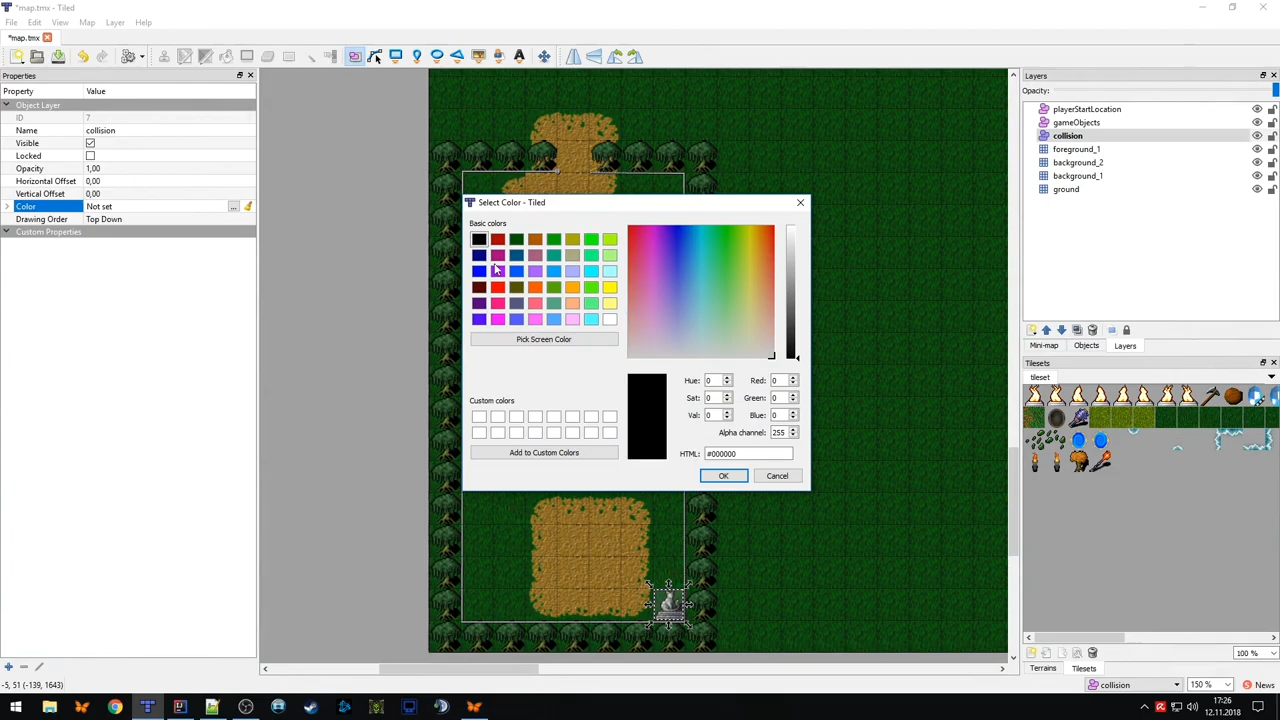 *map.tmx - Tiled
File Edit View Map Layer Help
*map.tmx
Properties
Property Value
Object Layer
ID 7
Name collision
Visible
Locked
Opacity 1,00
Horizontal Offset 0,00
Vertical Offset 0,00
Color Not set ...
Drawing Order Top Down
Custom Properties
Select Color - Tiled
Basic colors
Pick Screen Color
Custom colors
Add to Custom Colors
Hue: 0 Red: 0
Sat: 0 Green: 0
Val: 0 Blue: 0
Alpha channel: 255
HTML: #000000
OK Cancel
Layers
Opacity:
playerStartLocation
gameObjects
collision
foreground_1
background_2
background_1
ground
Mini-map Objects Layers
Tilesets
tileset
100 %
Terrains Tilesets
-5, 51 (-139, 1643)
collision 150 % News
17:26
12.11.2018